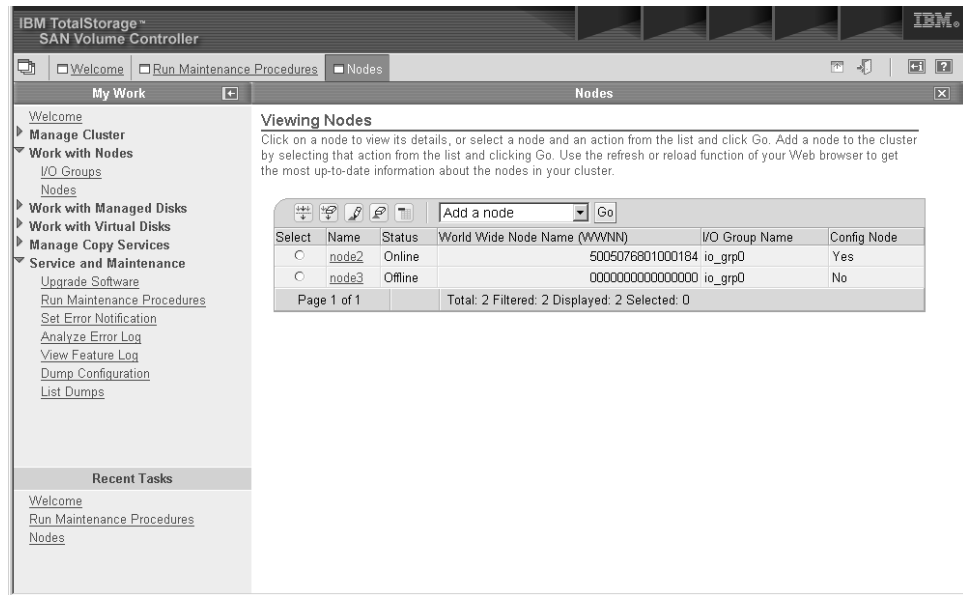 IBM TotalStorage™
SAN Volume Controller
IBM®
Welcome
Run Maintenance Procedures
Nodes
My Work
Nodes
Welcome
Manage Cluster
Work with Nodes
I/O Groups
Nodes
Work with Managed Disks
Work with Virtual Disks
Manage Copy Services
Service and Maintenance
Upgrade Software
Run Maintenance Procedures
Set Error Notification
Analyze Error Log
View Feature Log
Dump Configuration
List Dumps
Recent Tasks
Welcome
Run Maintenance Procedures
Nodes
Viewing Nodes
Click on a node to view its details, or select a node and an action from the list and click Go. Add a node to the cluster
by selecting that action from the list and clicking Go. Use the refresh or reload function of your Web browser to get
the most up-to-date information about the nodes in your cluster.
Add a node Go
Select Name Status World Wide Node Name (WWNN) I/O Group Name Config Node
node2 Online 5005076801000184 io_grp0 Yes
node3 Offline 0000000000000000 io_grp0 No
Page 1 of 1 Total: 2 Filtered: 2 Displayed: 2 Selected: 0